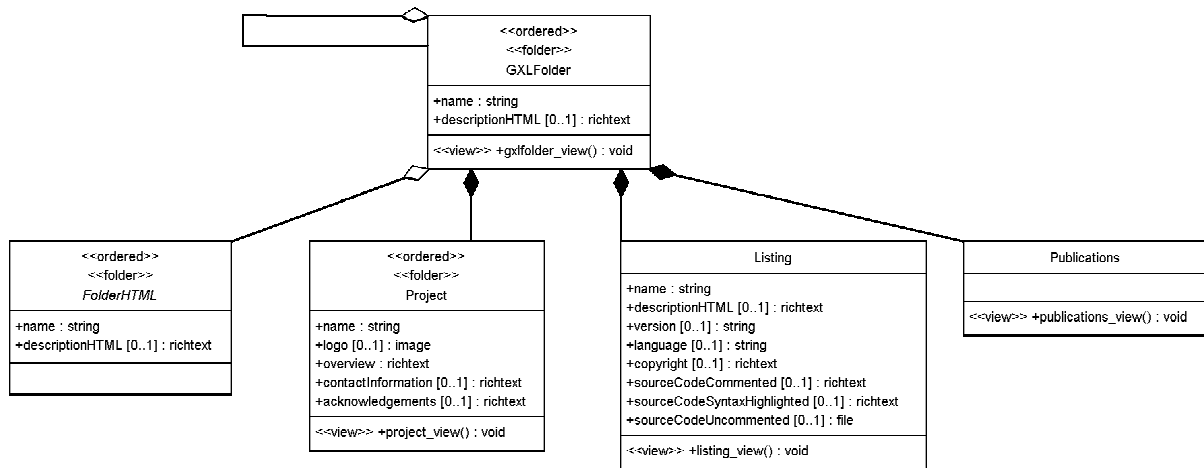 <<ordered>>
<<folder>>
GXLFolder
+name : string
+descriptionHTML [0..1] : richtext
<<view>> +gxlfolder_view() : void
<<ordered>>
<<folder>>
FolderHTML
+name : string
+descriptionHTML [0..1] : richtext
<<ordered>>
<<folder>>
Project
+name : string
+logo [0..1] : image
+overview : richtext
+contactInformation [0..1] : richtext
+acknowledgements [0..1] : richtext
<<view>> +project_view() : void
Listing
+name : string
+descriptionHTML [0..1] : richtext
+version [0..1] : string
+language [0..1] : string
+copyright [0..1] : richtext
+sourceCodeCommented [0..1] : richtext
+sourceCodeSyntaxHighlighted [0..1] : richtext
+sourceCodeUncommented [0..1] : file
<<view>> +listing_view() : void
Publications
<<view>> +publications_view() : void